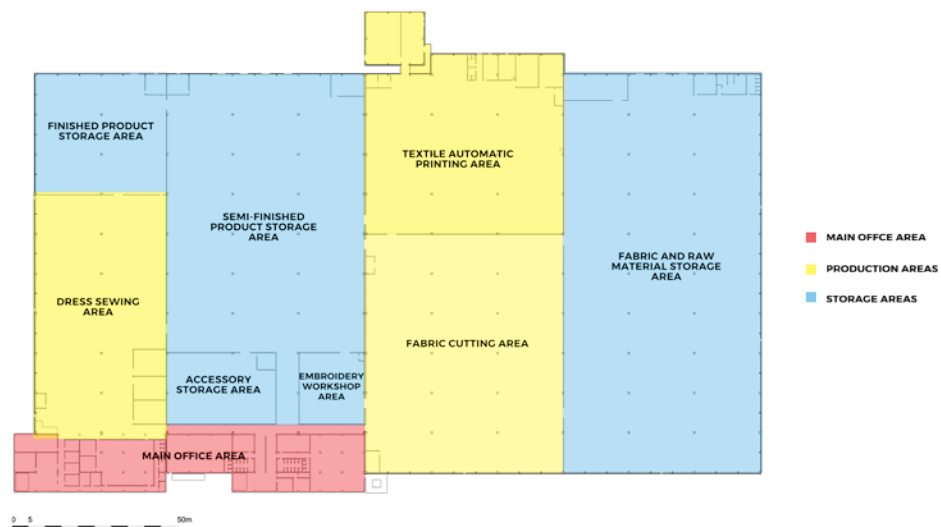 FINISHED PRODUCT
STORAGE AREA
TEXTILE AUTOMATIC
PRINTING AREA
SEMI-FINISHED
PRODUCT STORAGE
AREA
FABRIC AND RAW
MATERIAL STORAGE
AREA
DRESS SEWING
AREA
FABRIC CUTTING AREA
ACCESSORY
STORAGE AREA
EMBROIDERY
WORKSHOP
AREA
MAIN OFFICE AREA
MAIN OFFCE AREA
PRODUCTION AREAS
STORAGE AREAS
0 5 50m